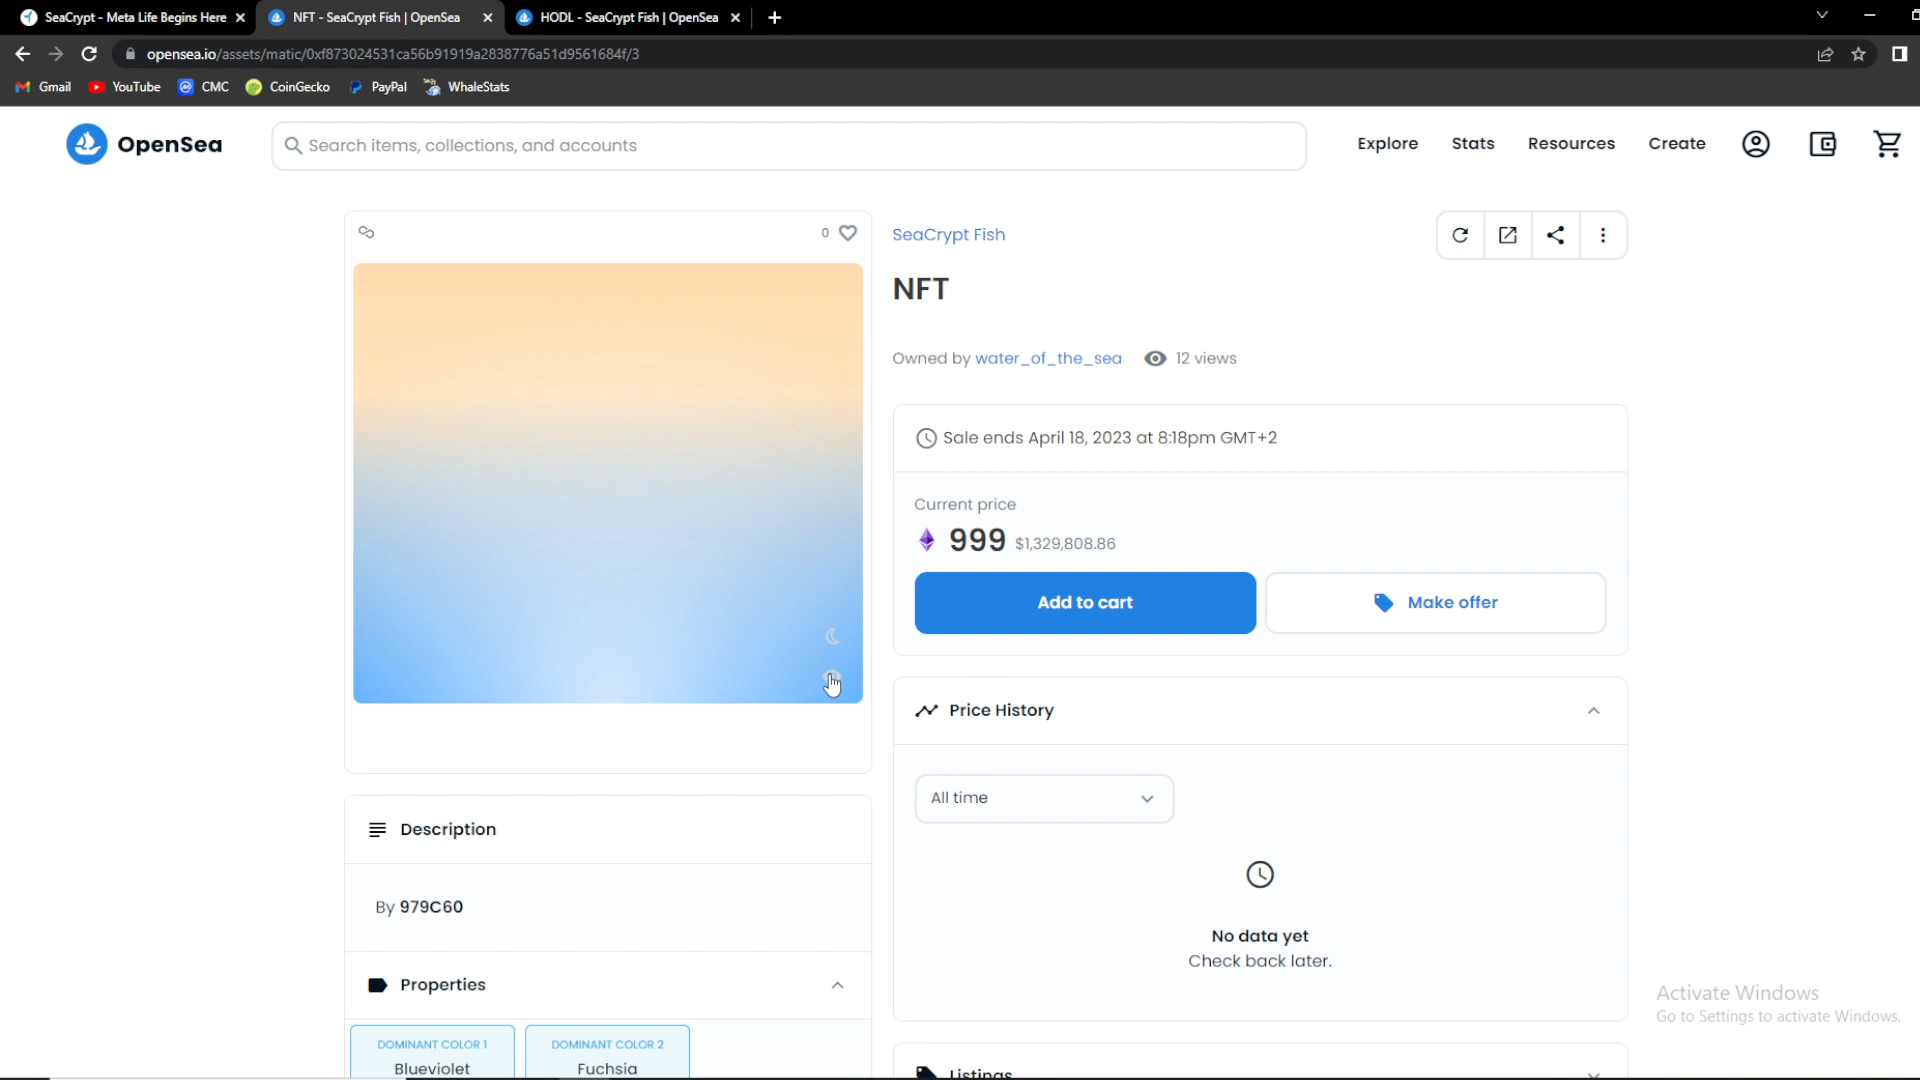 SeaCrypt - Meta Life Begins Here
NFT - SeaCrypt Fish | OpenSea
HODL - SeaCrypt Fish | OpenSea
opensea.io/assets/matic/0xf873024531ca56b91919a2838776a51d9561684f/3
Gmail YouTube CMC CoinGecko PayPal WhaleStats
OpenSea
Search items, collections, and accounts
Explore Stats Resources Create
0
SeaCrypt Fish
NFT
Owned by water_of_the_sea 12 views
Sale ends April 18, 2023 at 8:18pm GMT+2
Current price
999 $1,329,808.86
Add to cart
Make offer
Price History
All time
No data yet
Check back later.
Listings
Description
By 979C60
Properties
DOMINANT COLOR 1
Blueviolet
DOMINANT COLOR 2
Fuchsia
Activate Windows
Go to Settings to activate Windows.